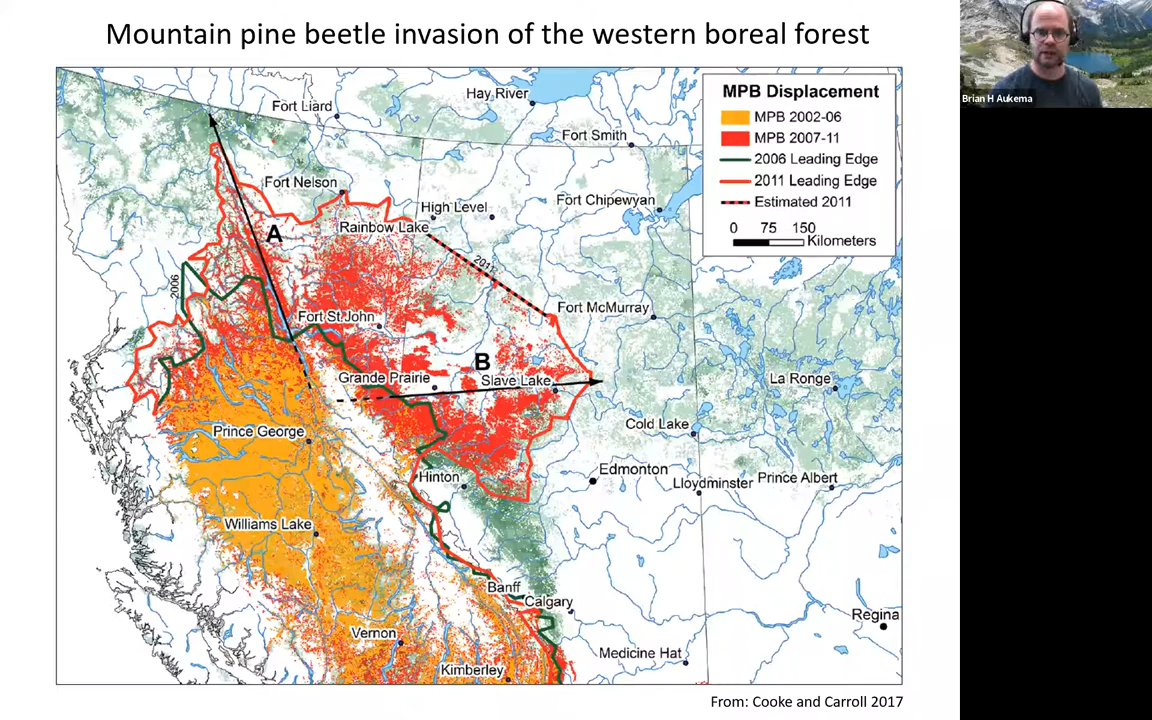 Mountain pine beetle invasion of the western boreal forest
Brian H Aukema
MPB Displacement
MPB 2002-06
MPB 2007-11
2006 Leading Edge
2011 Leading Edge
Estimated 2011
0 75 150
Kilometers
Hay River
Fort Liard
Fort Smith
Fort Nelson
Fort Chipewyan
High Level
Rainbow Lake
A
2011
2006
Fort McMurray
Fort St.John
B
Grande Prairie
Slave Lake
La Ronge
Cold Lake
Prince George
Edmonton
Hinton
Lloydminster
Prince Albert
Williams Lake
Banff
Calgary
Regina
Vernon
Medicine Hat
Kimberley
From: Cooke and Carroll 2017